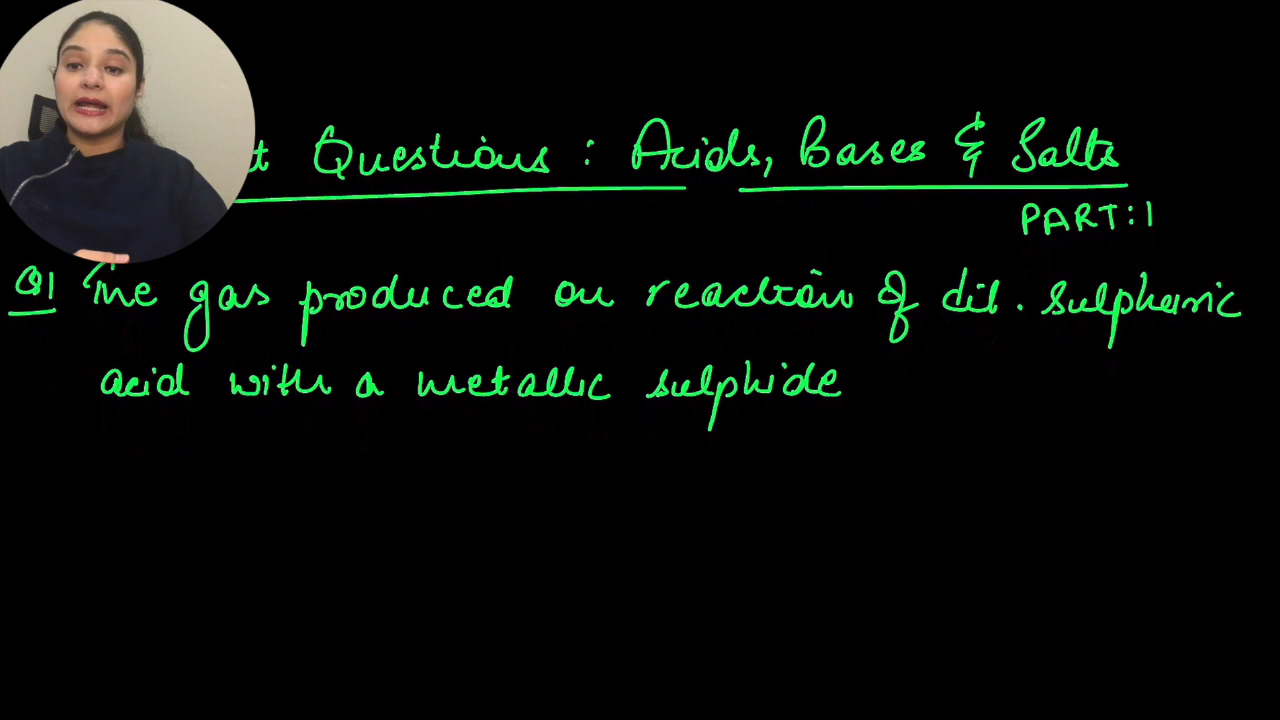 t Questions : Acids, Bases & Salts
PART:1
Q1 The gas produced on reaction of dil. sulphuric
acid with a metallic sulphide